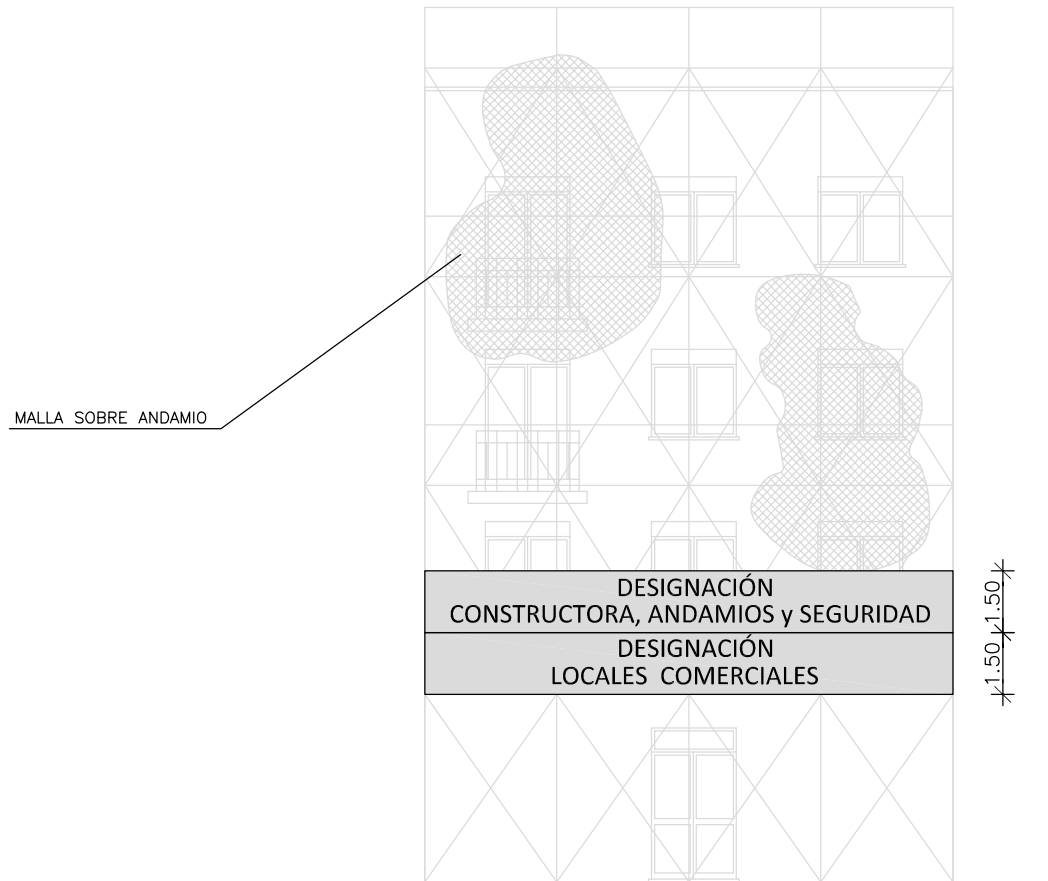 MALLA SOBRE ANDAMIO
DESIGNACIÓN
CONSTRUCTORA, ANDAMIOS y SEGURIDAD
DESIGNACIÓN
LOCALES COMERCIALES
1.50
1.50